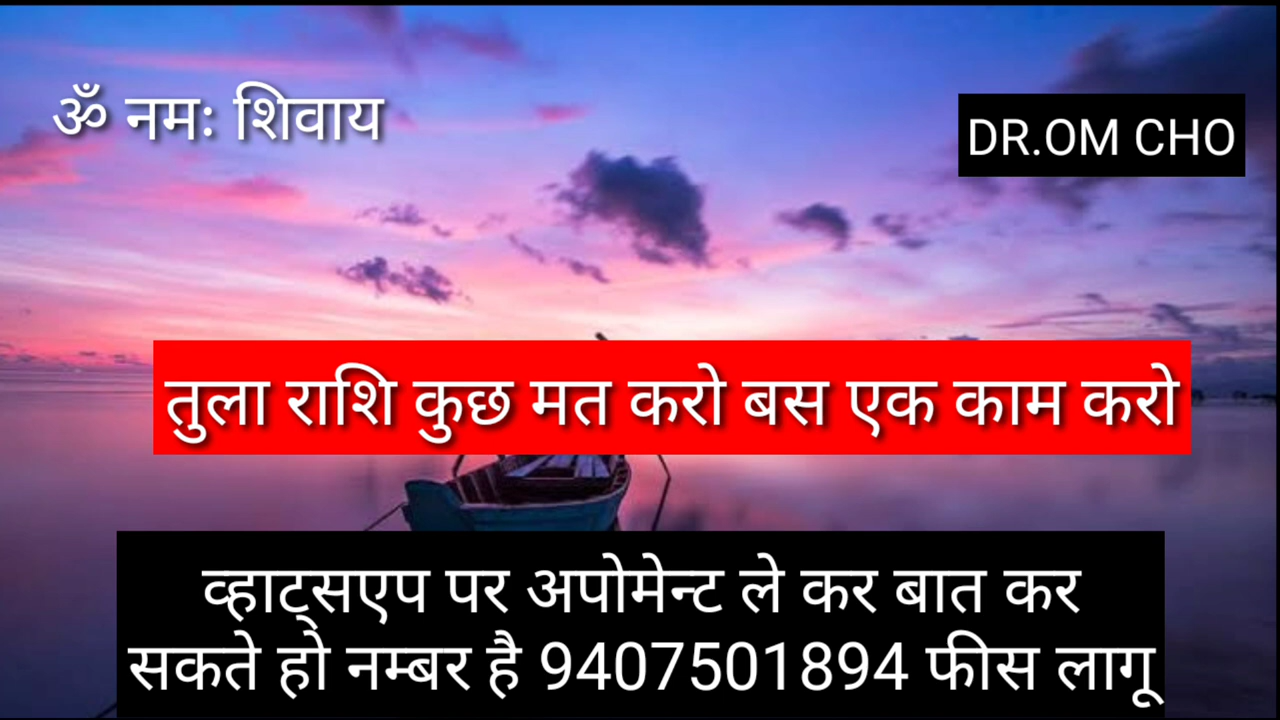 ॐ नमः शिवाय
DR.OM CHO
तुला राशि कुछ मत करो बस एक काम करो
व्हाट्सएप पर अपोमेन्ट ले कर बात कर
सकते हो नम्बर है 9407501894 फीस लागू